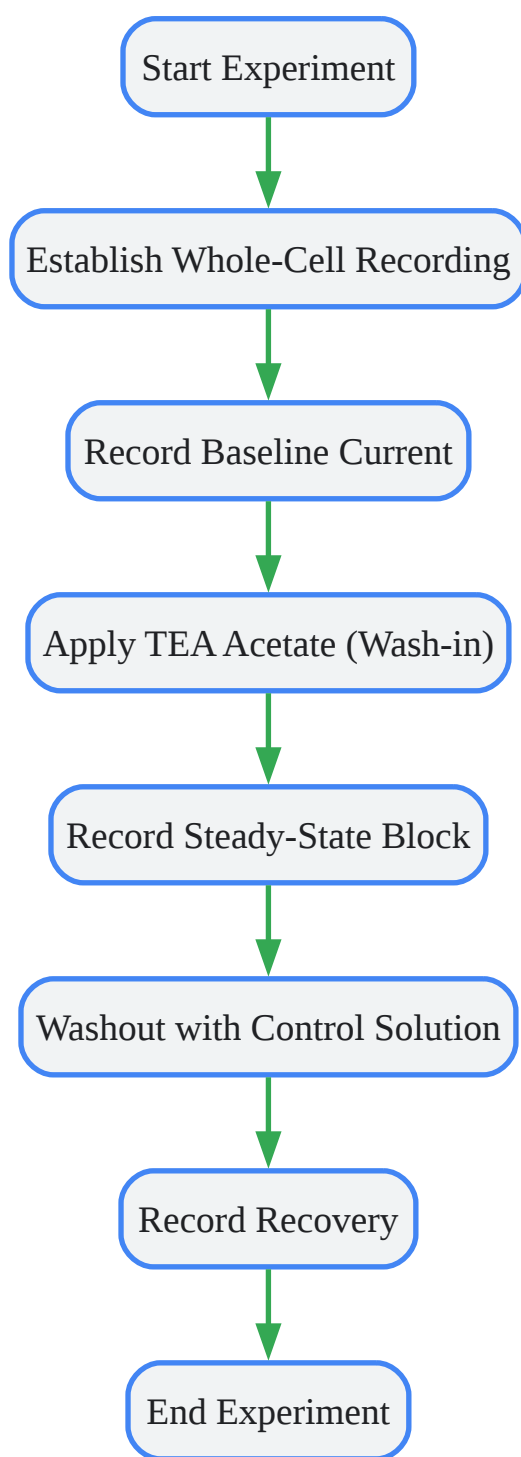 Start Experiment
Establish Whole-Cell Recording
Record Baseline Current
Apply TEA Acetate (Wash-in)
Record Steady-State Block
Washout with Control Solution
Record Recovery
End Experiment